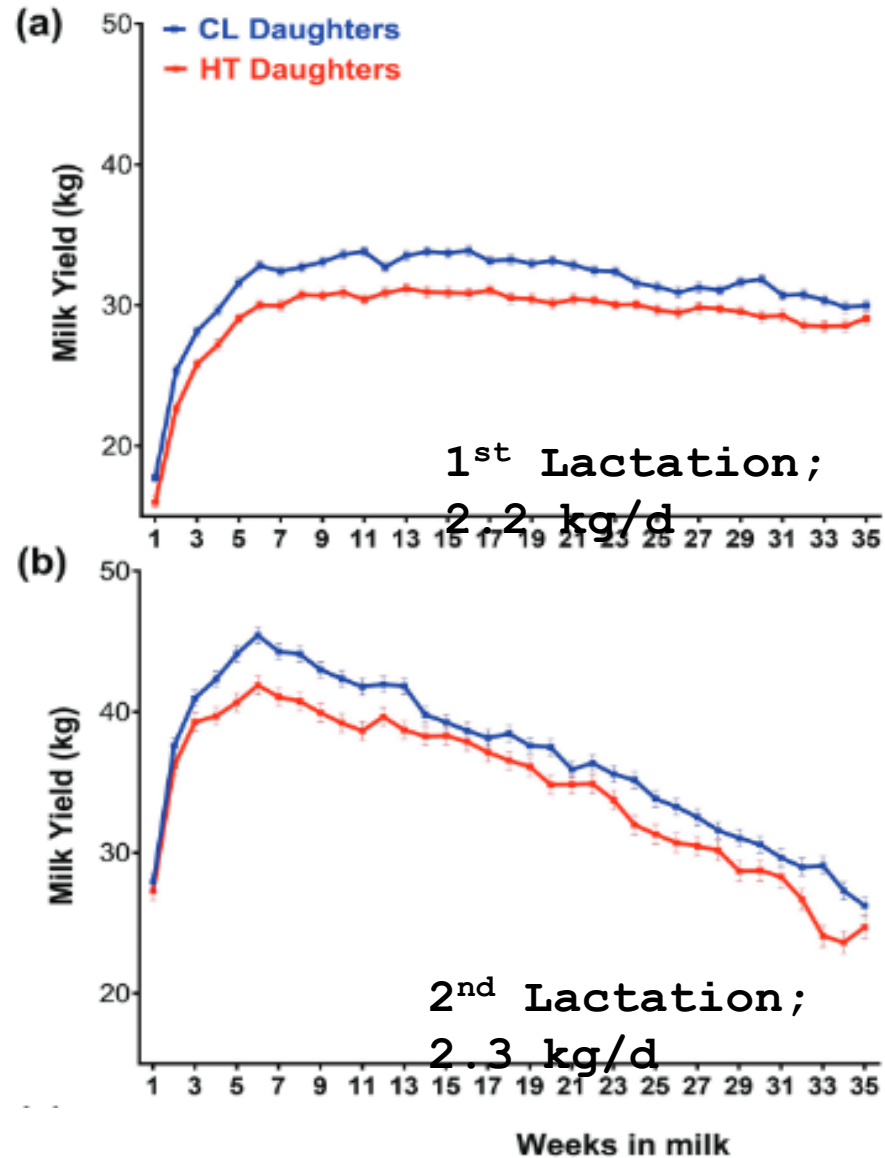 (a)
50
CL Daughters
HT Daughters
40
30
20
Milk Yield (kg)
1st Lactation;
2.2 kg/d
1 3 5 7 9 11 13 15 17 19 21 23 25 27 29 31 33 35
(b)
50
40
30
20
Milk Yield (kg)
2nd Lactation;
2.3 kg/d
1 3 5 7 9 11 13 15 17 19 21 23 25 27 29 31 33 35
Weeks in milk